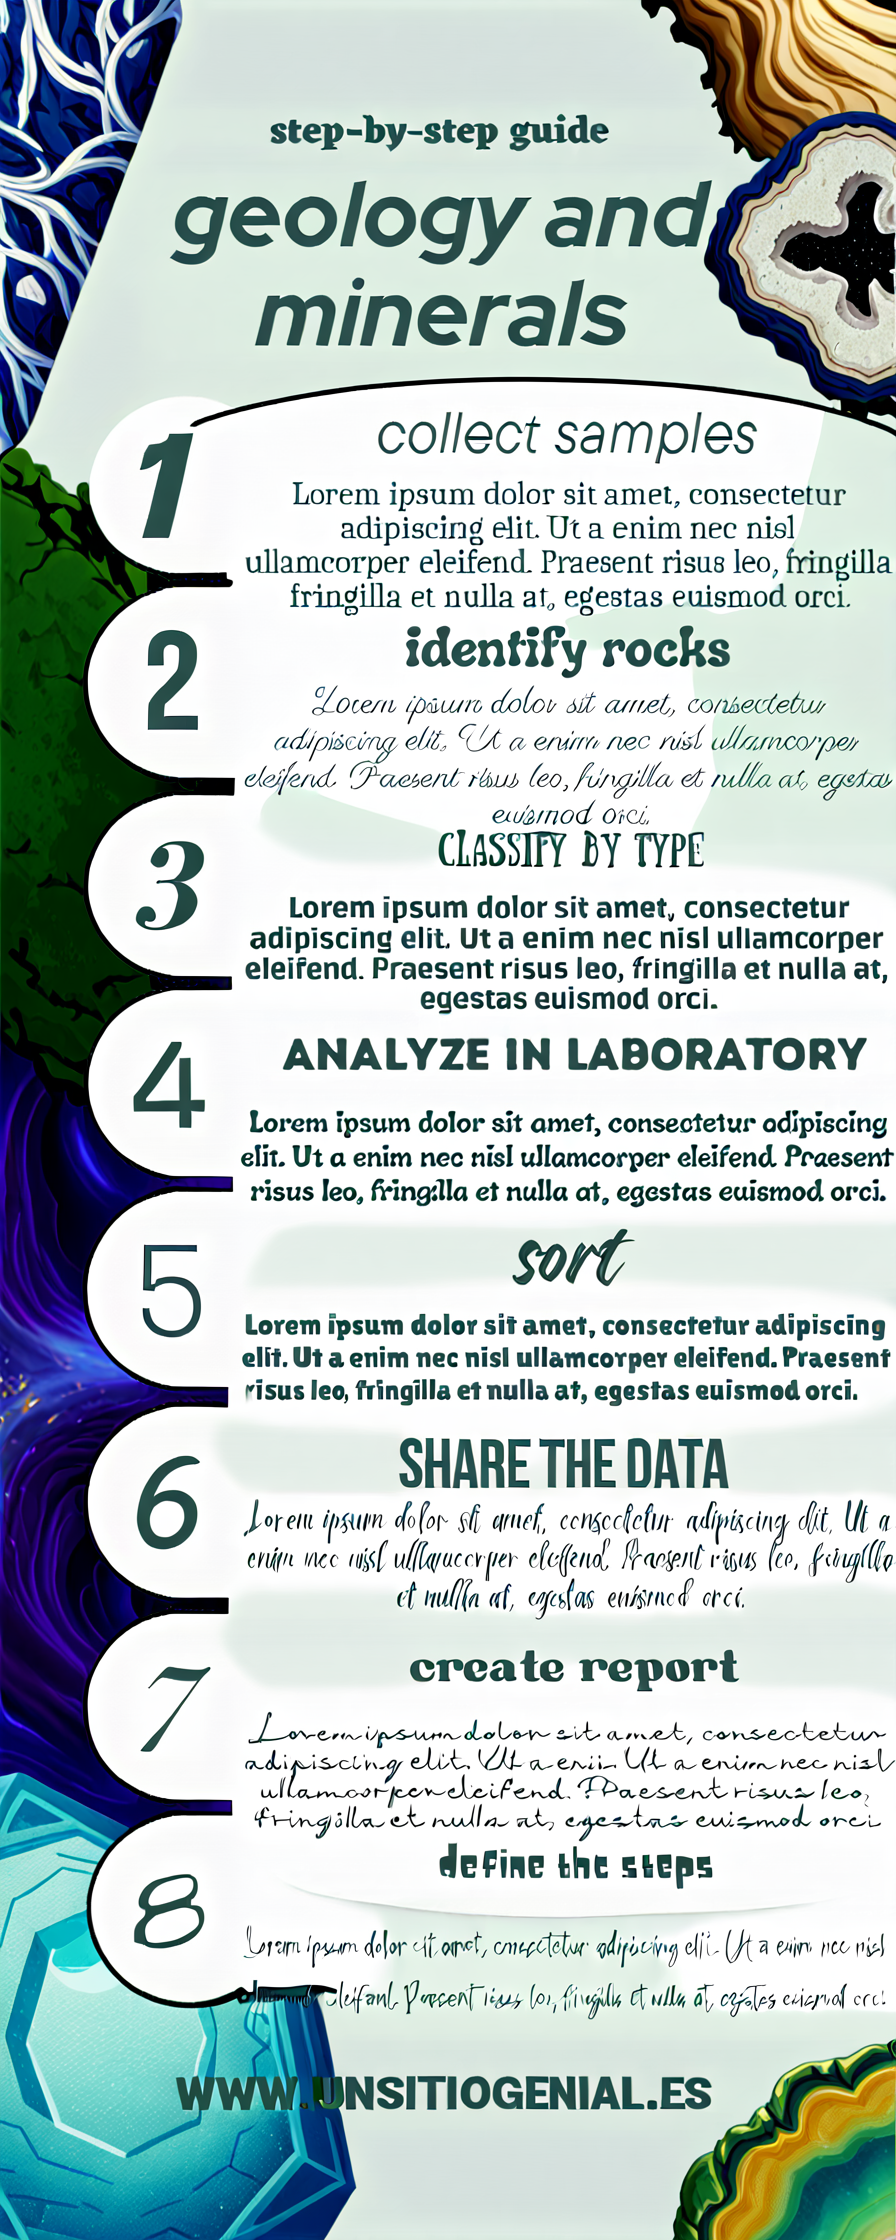 step-by-step guide
geology and
minerals
1
collect samples
Lorem ipsum dolor sit amet, consectetur
adipiscing elit. Ut a enim nec nisl
ullamcorper eleifend. Praesent risus leo, fringilla
fringilla et nulla at, egestas euismod orci.
2
identify rocks
Lorem ipsum dolor sit amet, consectetur
adipiscing elit. Ut a enim nec nisl ullamcorper
eleifend. Paesent risus leo, fringilla et nulla at, egestas
euismod orci.
3
CLASSIFY BY TYPE
Lorem ipsum dolor sit amet, consectetur
adipiscing elit. Ut a enim nec nisl ullamcorper
eleifend. Praesent risus leo, fringilla et nulla at,
egestas euismod orci.
4
ANALYZE IN LABORATORY
Lorem ipsum dolor sit amet, consectetur adipiscing
elit. Ut a enim nec nisl ullamcorper eleifend. Praesent
risus leo, fringilla et nulla at, egestas euismod orci.
5
sort
Lorem ipsum dolor sit amet, consectetur adipiscing
elit. Ut a enim nec nisl ullamcorper eleifend. Praesent
risus leo, fringilla et nulla at, egestas euismod orci.
6
SHARE THE DATA
Lorem ipsum dolor sit amet, consectetur adipiscing elit. Ut a
enim nec nisl eleifend. Praesent risus leo, fringilla
et nulla at, egestas euismod orci.
7
create report
Lorem ipsum dolor sit amet, consectetur
adipiscing elit. Ut a enii. Ut a enim nec nisl
ullamcorper eleifend. Praesent risus leo,
fringilla et nulla at, egestas euismod orci
8
define the steps
Lorem ipsum dolor sit amet, consectetur adipiscing elit. Ut a enim nec nisl
eleifend. Praesent risus leo, fringilla et nulla at, egestas euismod orci.
WWW.UNSITIOGENIAL.ES